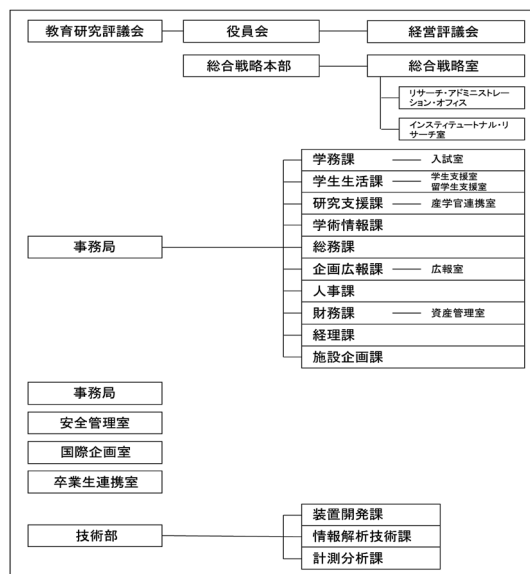 教育研究評議会
役員会
経営評議会
総合戦略本部
総合戦略室
リサーチ・アドミニストレー
ション・オフィス
インスティテュートナル・リ
サーチ室
事務局
学務課
入試室
学生生活課
学生支援室
留学生支援室
研究支援課
産学官連携室
学術情報課
総務課
企画広報課
広報室
人事課
財務課
資産管理室
経理課
施設企画課
事務局
安全管理室
国際企画室
卒業生連携室
技術部
装置開発課
情報解析技術課
計測分析課